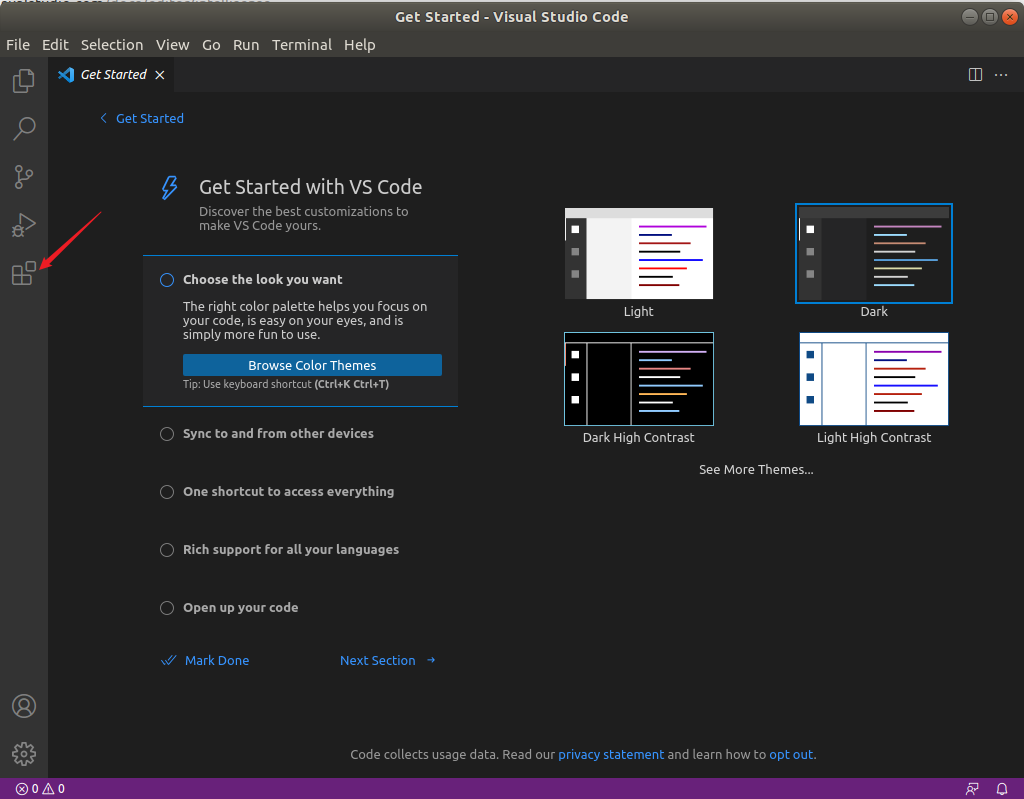 Get Started - Visual Studio Code
File Edit Selection View Go Run Terminal Help
Get Started
Get Started
Get Started with VS Code
Discover the best customizations to
make VS Code yours.
Choose the look you want
The right color palette helps you focus on
your code, is easy on your eyes, and is
simply more fun to use.
Browse Color Themes
Tip: Use keyboard shortcut (Ctrl+K Ctrl+T)
Sync to and from other devices
One shortcut to access everything
Rich support for all your languages
Open up your code
Mark Done
Next Section
Light
Dark
Dark High Contrast
Light High Contrast
See More Themes...
Code collects usage data. Read our privacy statement and learn how to opt out.
0 0